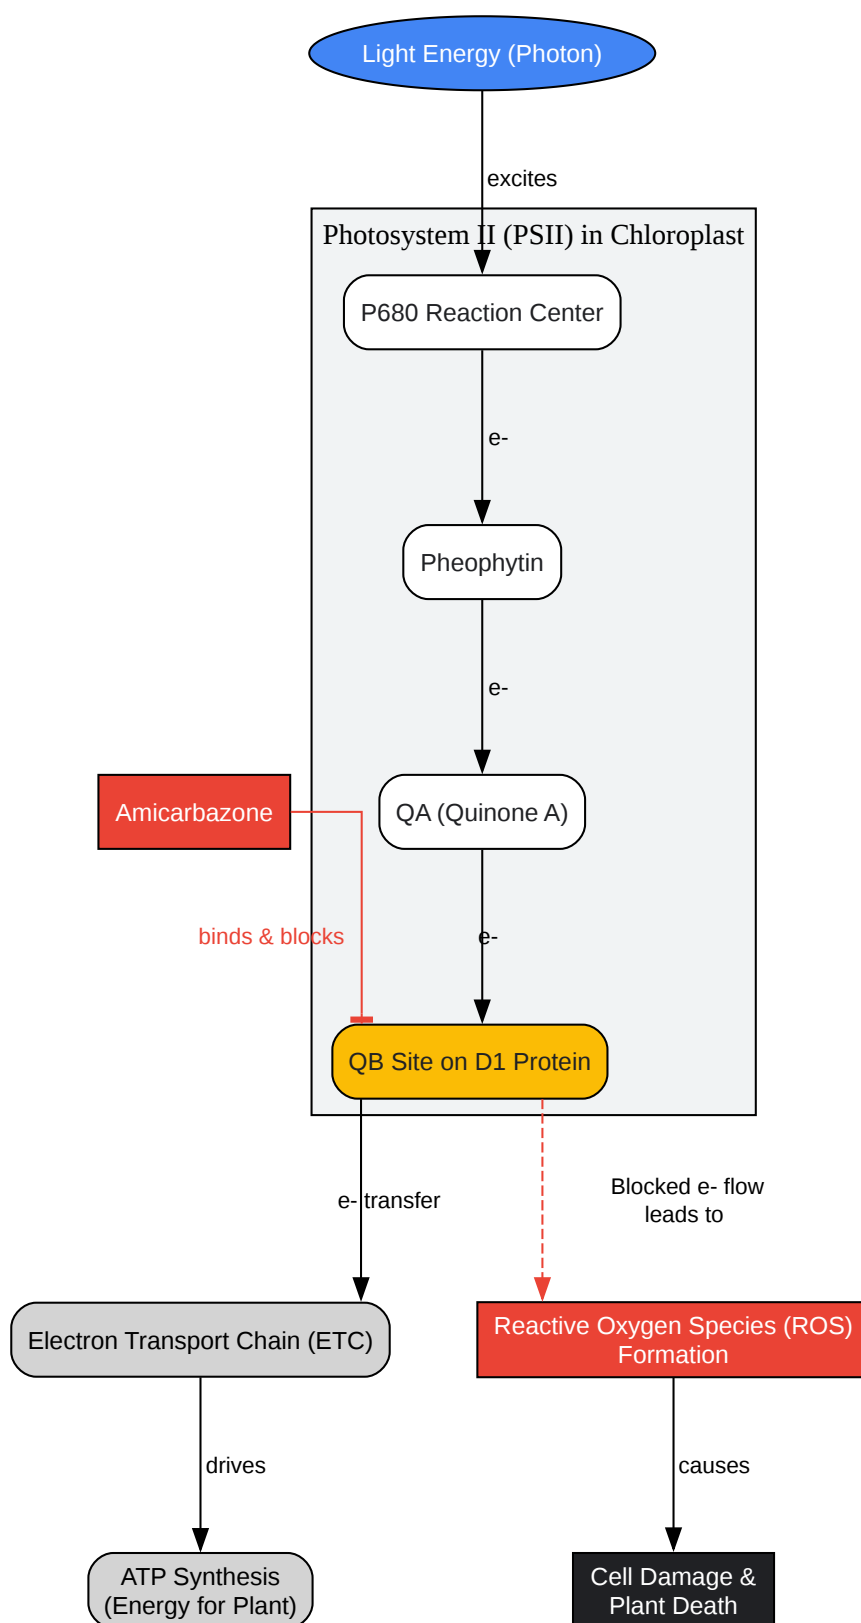 Light Energy (Photon)
excites
Photosystem II (PSII) in Chloroplast
P680 Reaction Center
e-
Pheophytin
e-
Amicarbazone
QA (Quinone A)
binds & blocks
e-
QB Site on D1 Protein
e- transfer
Blocked e- flow
leads to
Electron Transport Chain (ETC)
Reactive Oxygen Species (ROS)
Formation
drives
causes
ATP Synthesis
(Energy for Plant)
Cell Damage &
Plant Death